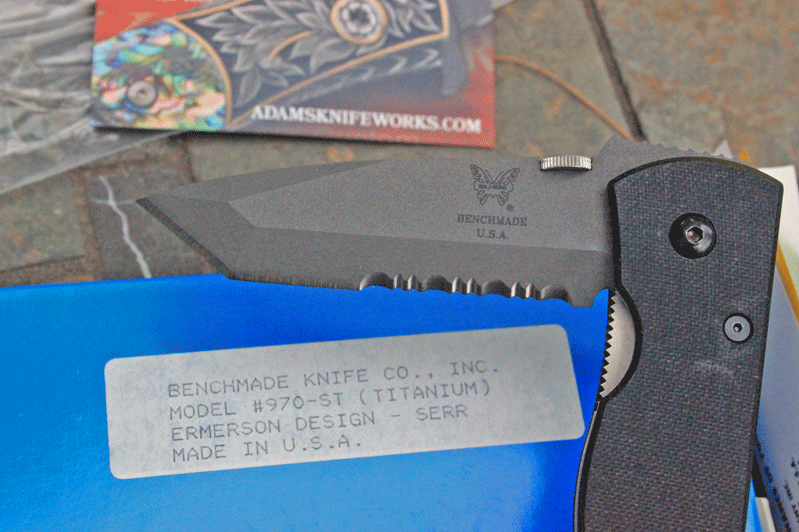 ADAMSKNIFEWORKS.COM
BENCHMADE
U.S.A.
BENCHMADE KNIFE CO., INC.
MODEL #970-ST (TITANIUM)
ERMERSON DESIGN - SERR
MADE IN U.S.A.